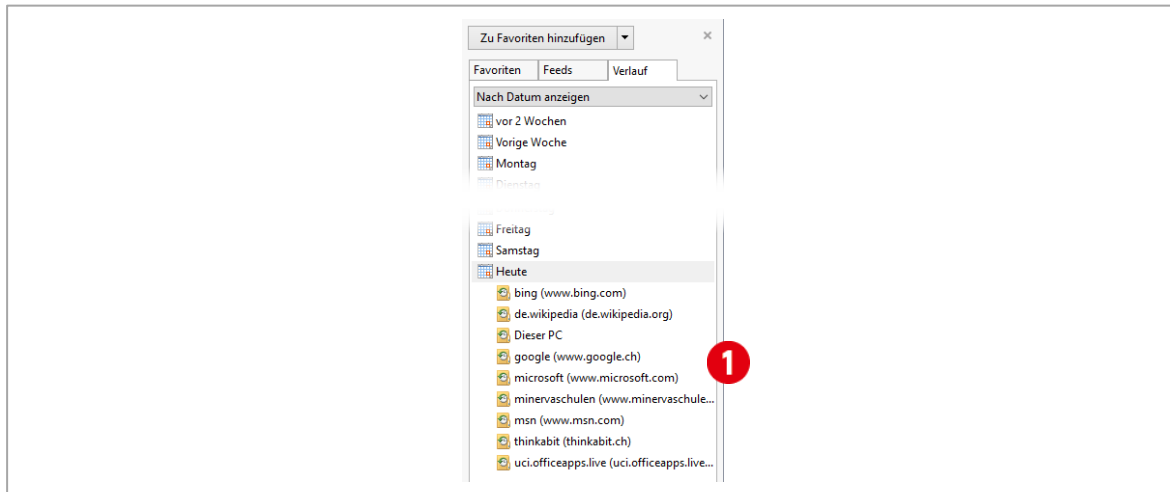 Zu Favoriten hinzufügen
Favoriten Feeds Verlauf
Nach Datum anzeigen
vor 2 Wochen
Vorige Woche
Montag
Dienstag
Freitag
Samstag
Heute
bing (www.bing.com)
de.wikipedia (de.wikipedia.org)
Dieser PC
google (www.google.ch)
1
microsoft (www.microsoft.com)
minervaschulen (www.minervaschule...
msn (www.msn.com)
thinkabit (thinkabit.ch)
uci.officeapps.live (uci.officeapps.live...